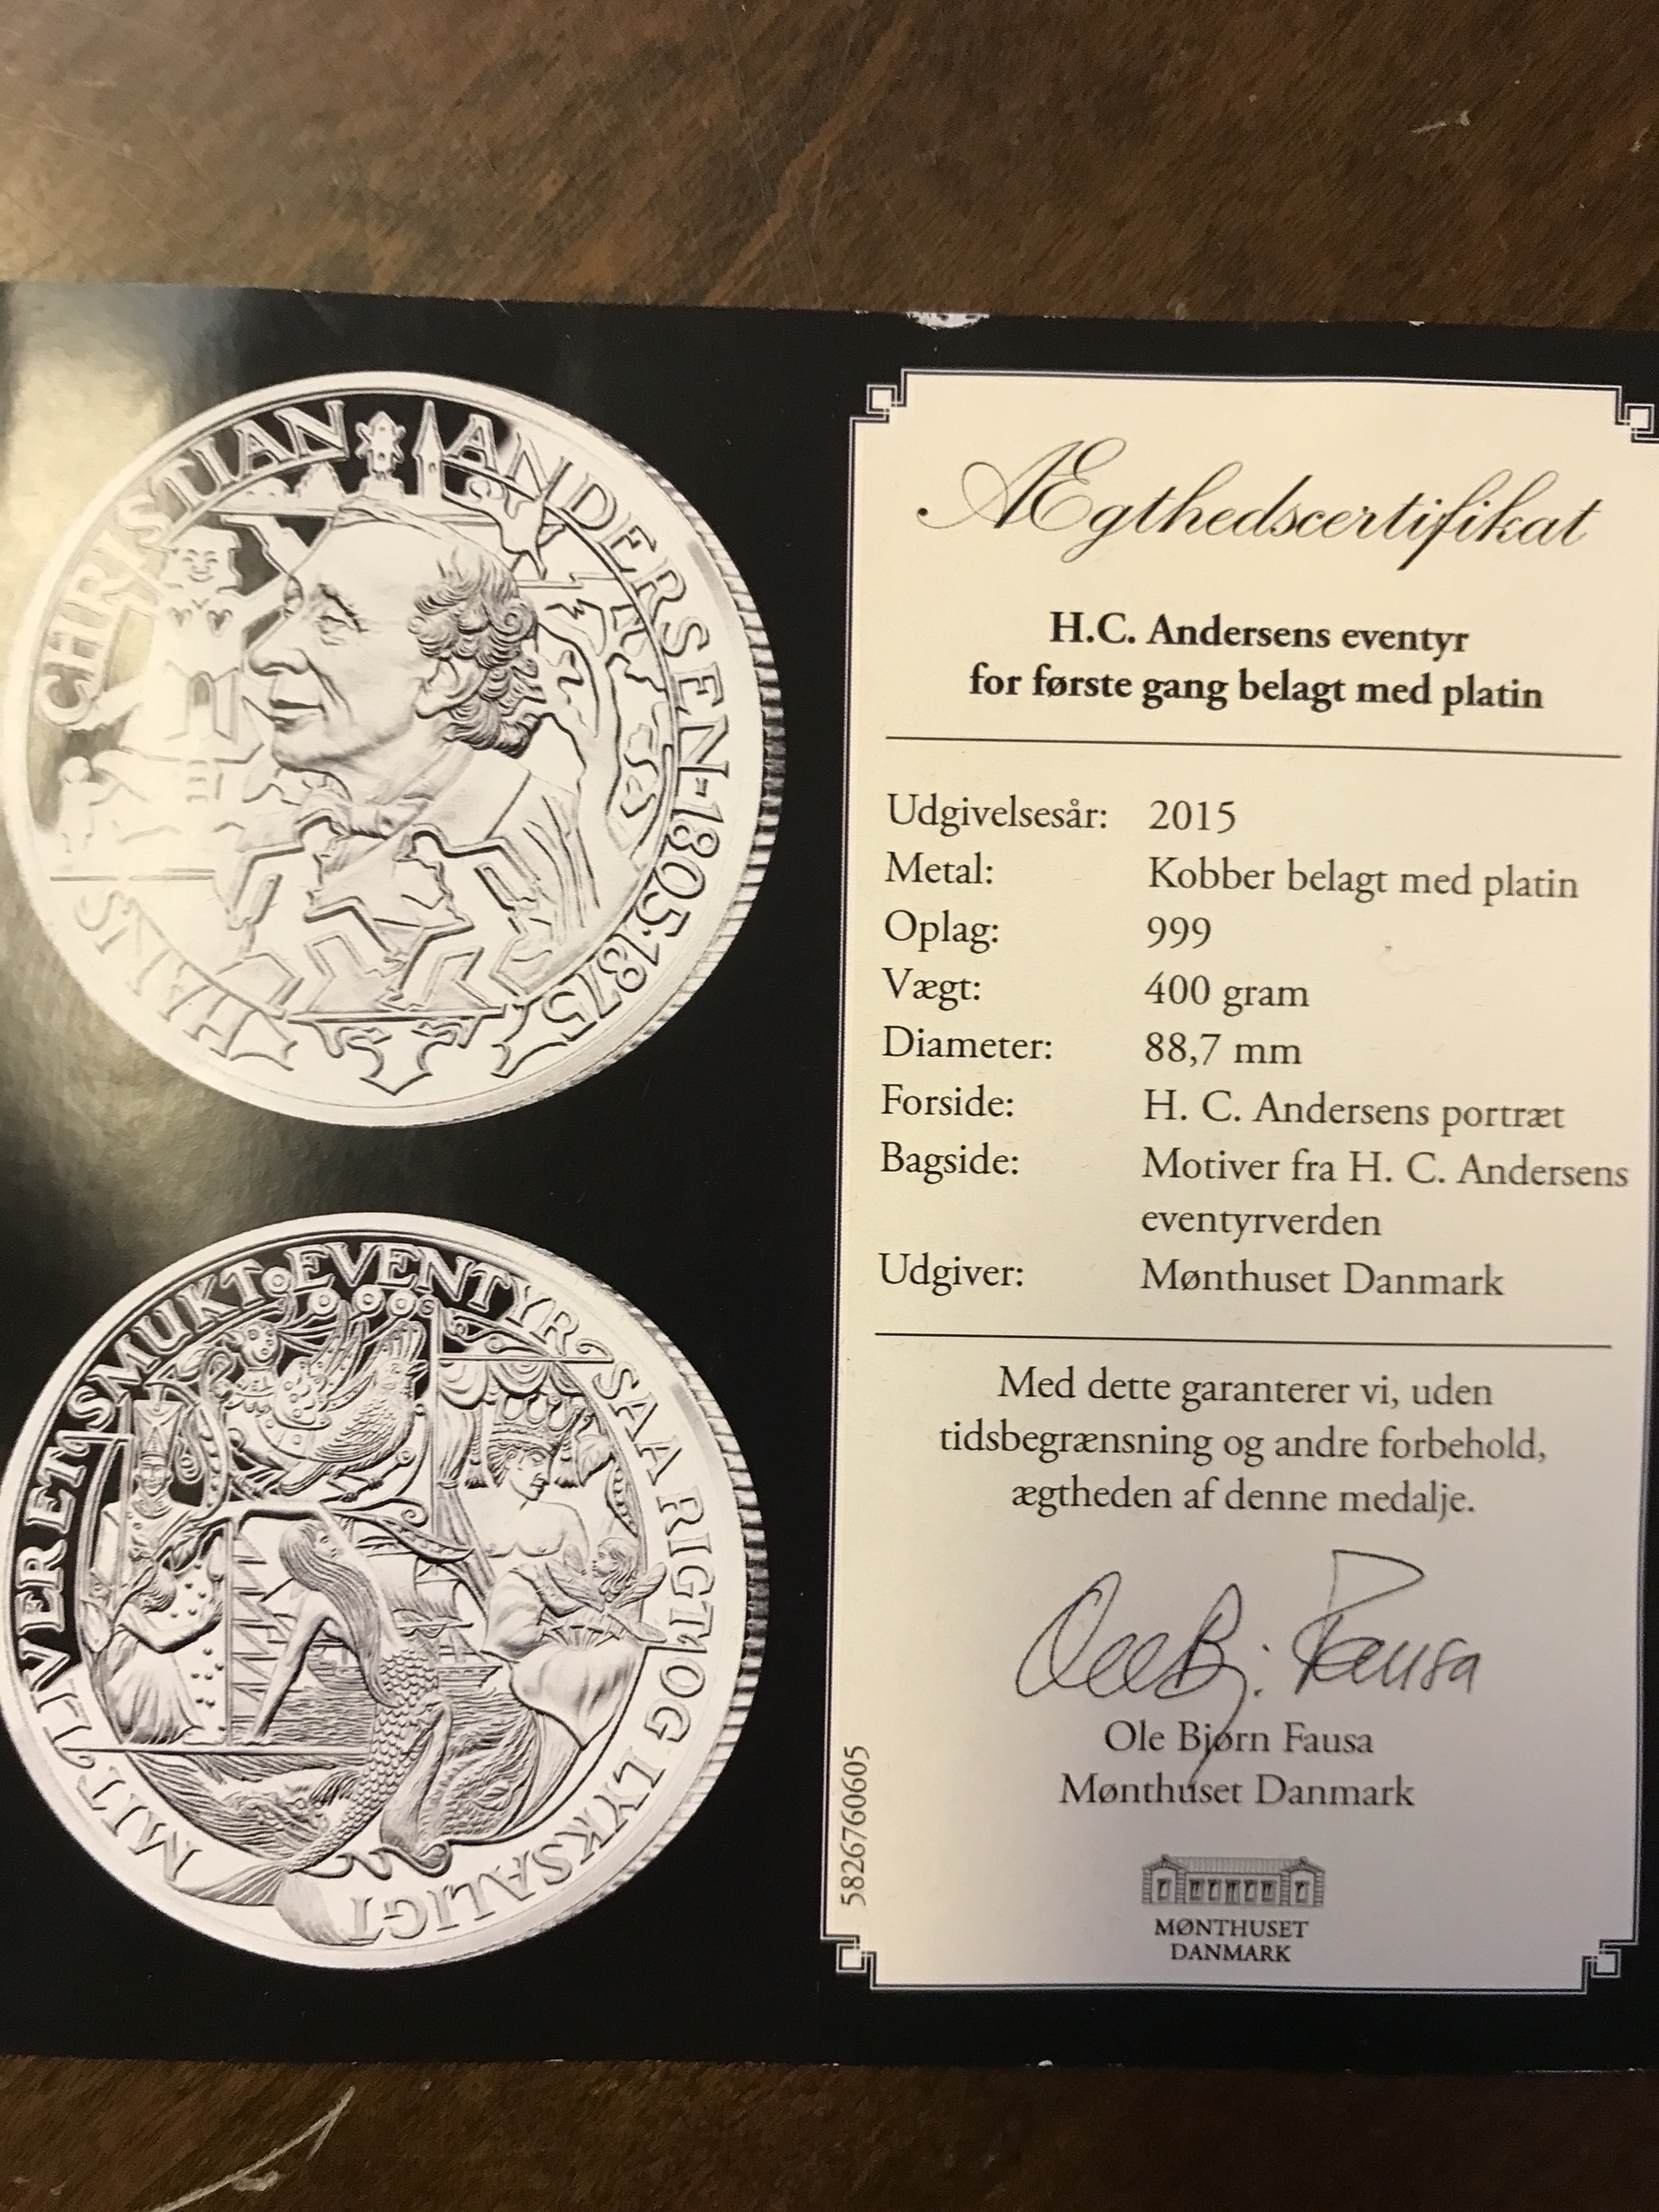 HANS CHRISTIAN ANDERSEN-1805-1875
MIT LIV ER ET SMUKT EVENTYR SAA RIGT OG LYKSALIGT
Ægthedscertifikat
H.C. Andersens eventyr
for første gang belagt med platin
Udgivelsesår: 2015
Metal: Kobber belagt med platin
Oplag: 999
Vægt: 400 gram
Diameter: 88,7 mm
Forside: H. C. Andersens portræt
Bagside: Motiver fra H. C. Andersens
eventyrverden
Udgiver: Mønthuset Danmark
Med dette garanterer vi, uden
tidsbegrænsning og andre forbehold,
ægtheden af denne medalje.
Ole Bj. Fausa
Ole Bjørn Fausa
Mønthuset Danmark
5826760605
MØNTHUSET
DANMARK